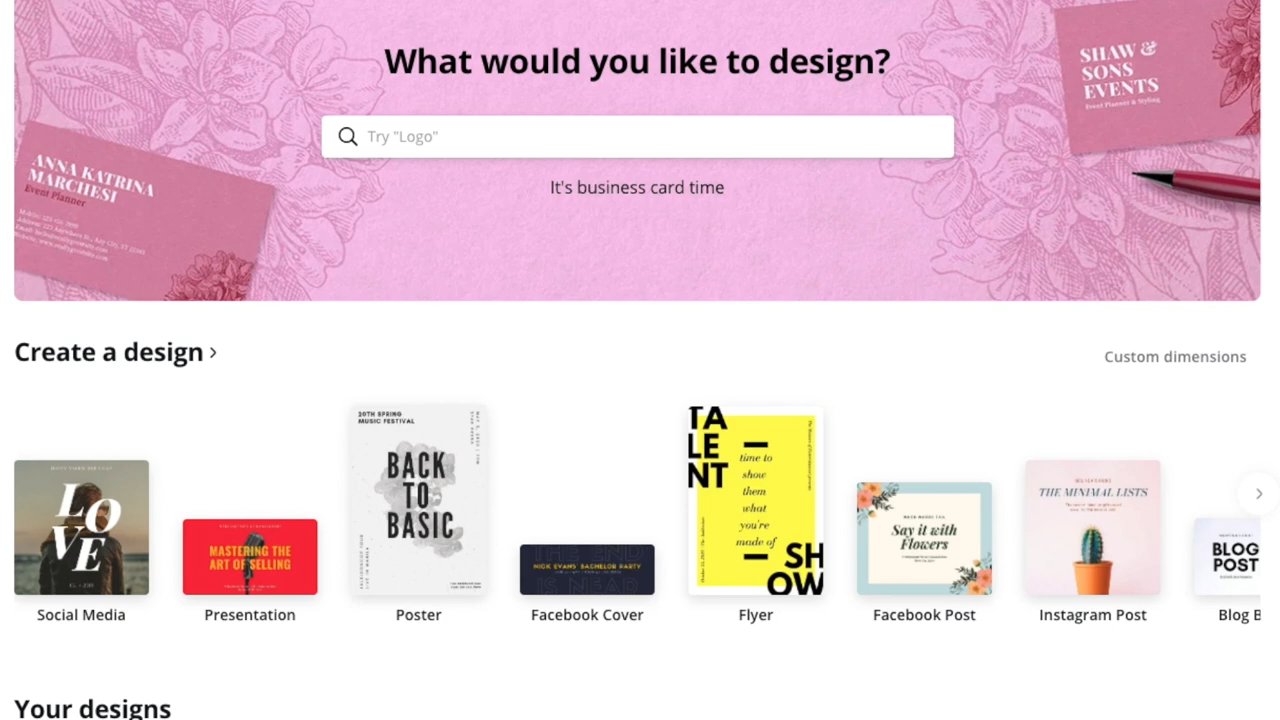 What would you like to design?
Try "Logo"
It's business card time
ANNA KATRINA
MARCHESI
Event Planner
SHAW &
SONS
EVENTS
Event Planner & Styling
Create a design
Custom dimensions
LOVE
Social Media
MASTERING THE
ART OF SELLING
Presentation
20TH SPRING
MUSIC FESTIVAL
BACK
TO
BASIC
Poster
NICK EVANS' BACHELOR PARTY
Facebook Cover
TA
LE
NT
time to
show
them
what
you're
made of
SH
OW
Flyer
Say it with
Flowers
Facebook Post
THE MINIMAL LISTS
Instagram Post
BLOG
POST
Blog B
Your designs